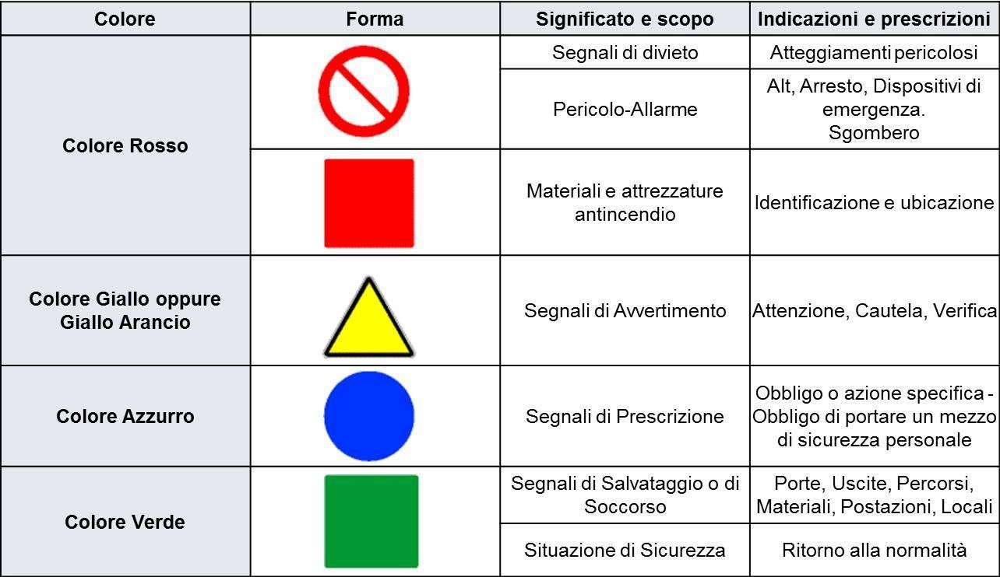 Colore
Forma
Significato e scopo
Indicazioni e prescrizioni
Colore Rosso
Segnali di divieto
Atteggiamenti pericolosi
Pericolo-Allarme
Alt, Arresto, Dispositivi di
emergenza.
Sgombero
Materiali e attrezzature
antincendio
Identificazione e ubicazione
Colore Giallo oppure
Giallo Arancio
Segnali di Avvertimento
Attenzione, Cautela, Verifica
Colore Azzurro
Segnali di Prescrizione
Obbligo o azione specifica -
Obbligo di portare un mezzo
di sicurezza personale
Colore Verde
Segnali di Salvataggio o di
Soccorso
Porte, Uscite, Percorsi,
Materiali, Postazioni, Locali
Situazione di Sicurezza
Ritorno alla normalità